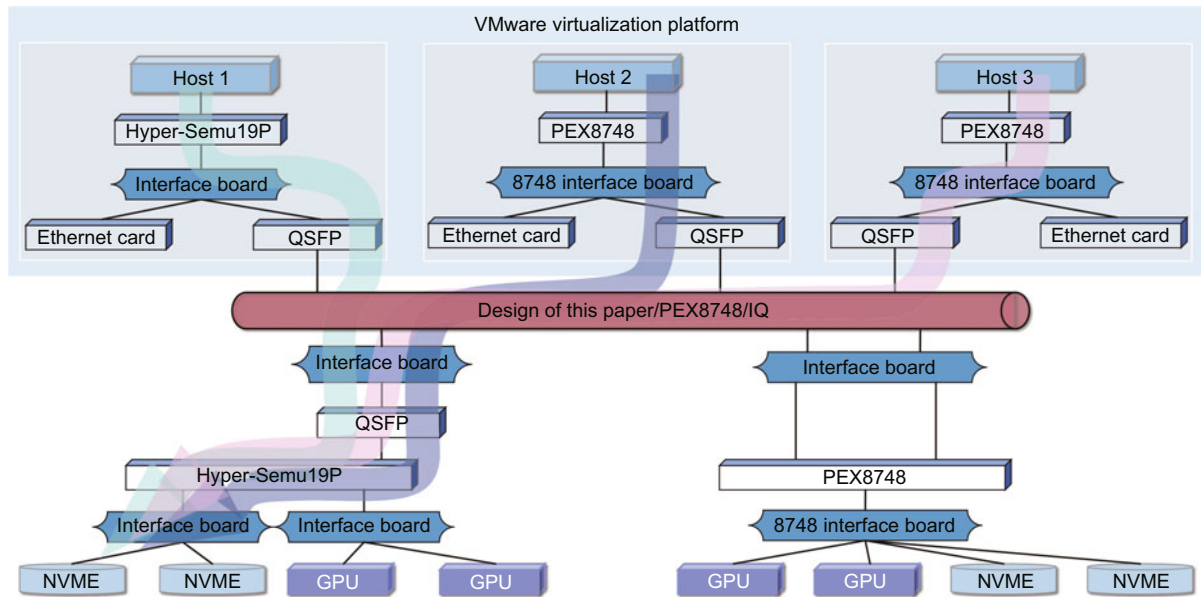 VMware virtualization platform
Host 1
Host 2
Host 3
Hyper-Semu19P
PEX8748
PEX8748
Interface board
8748 interface board
8748 interface board
Ethernet card
QSFP
Ethernet card
QSFP
QSFP
Ethernet card
Design of this paper/PEX8748/IQ
Interface board
Interface board
QSFP
Hyper-Semu19P
PEX8748
Interface board
Interface board
8748 interface board
NVME
NVME
GPU
GPU
GPU
GPU
NVME
NVME